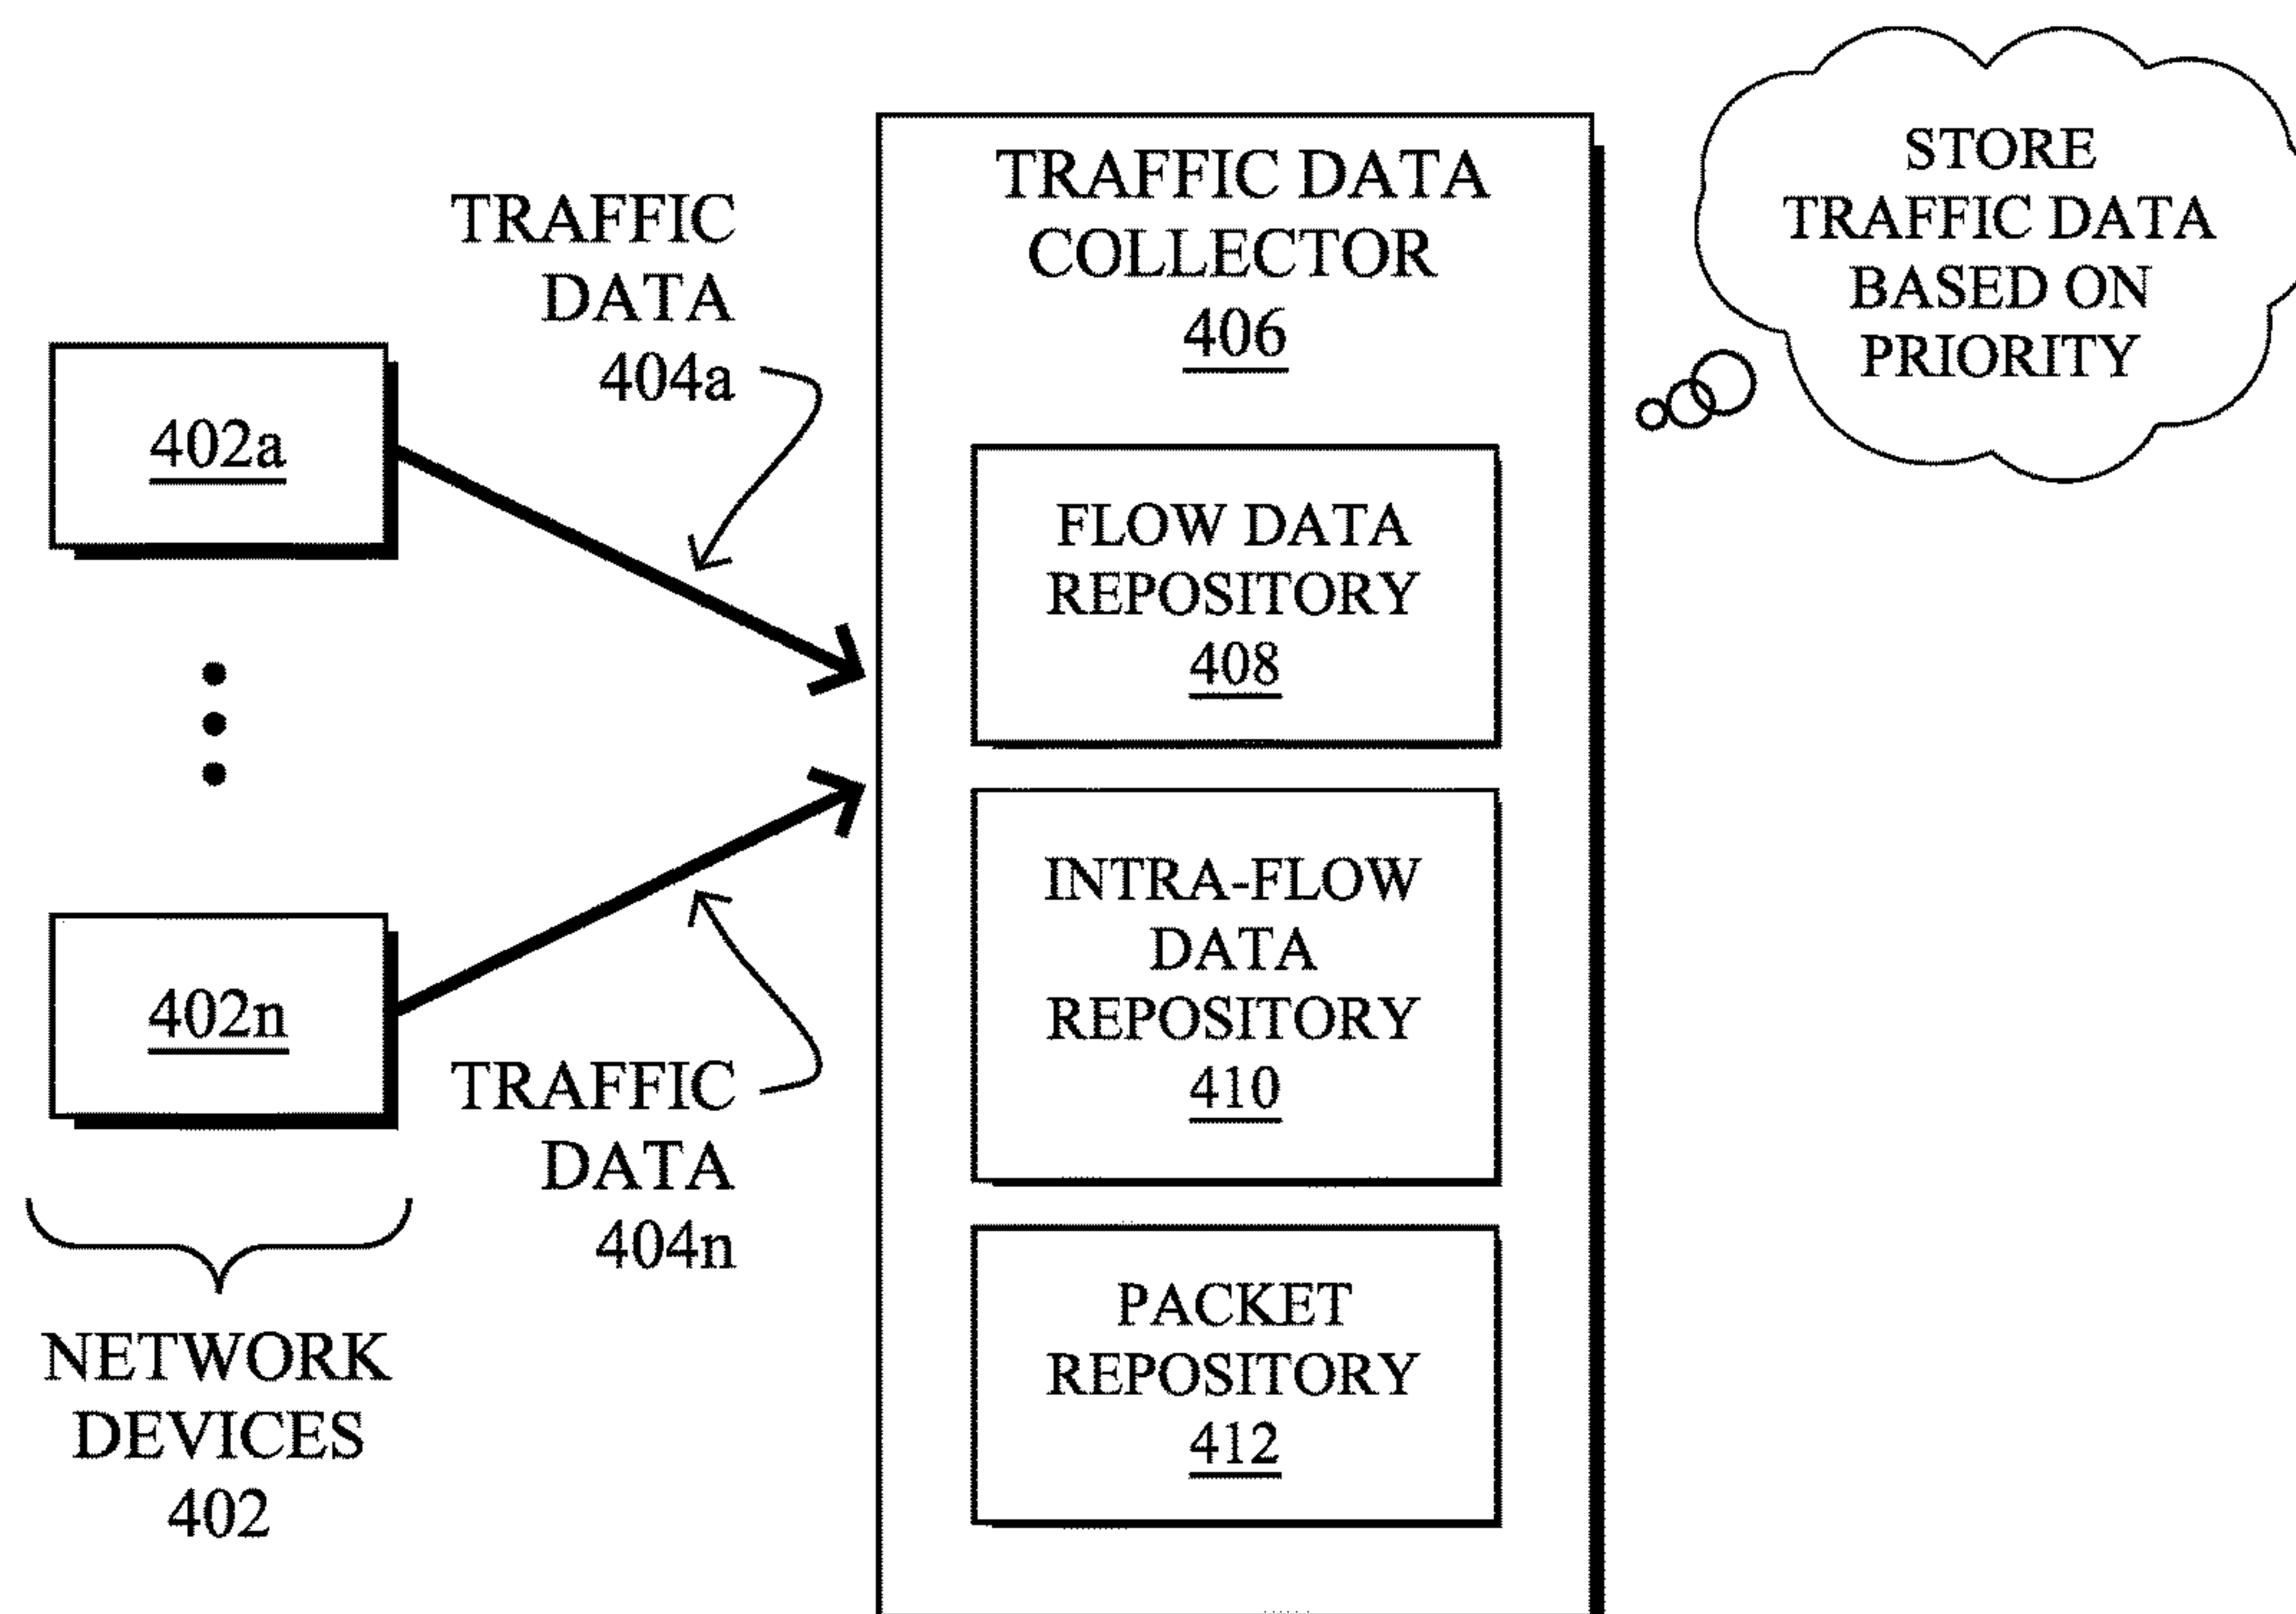 TRAFFIC
DATA
404a
402a
402n
TRAFFIC
DATA
404n
NETWORK
DEVICES
402
TRAFFIC DATA
COLLECTOR
406
FLOW DATA
REPOSITORY
408
INTRA-FLOW
DATA
REPOSITORY
410
PACKET
REPOSITORY
412
STORE
TRAFFIC DATA
BASED ON
PRIORITY